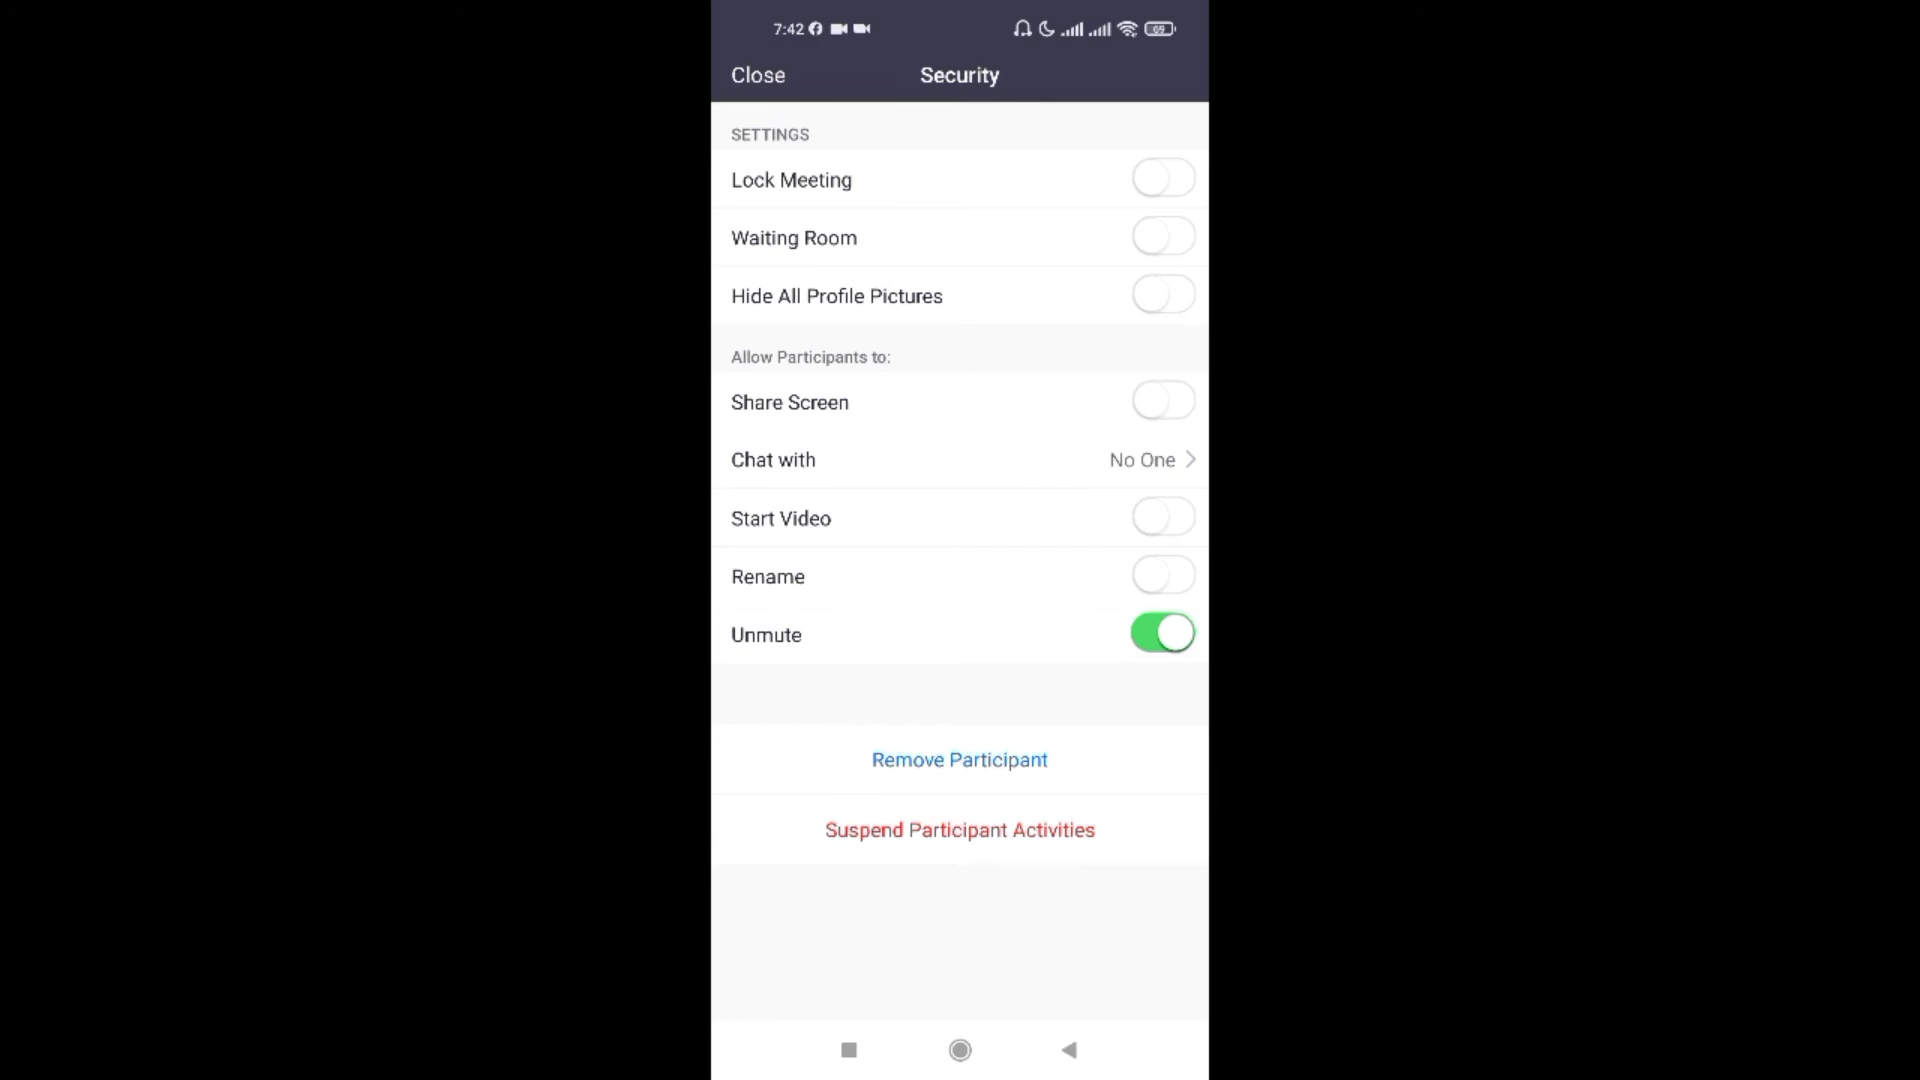 7:42
69
Close
Security
SETTINGS
Lock Meeting
Waiting Room
Hide All Profile Pictures
Allow Participants to:
Share Screen
Chat with
No One
Start Video
Rename
Unmute
Remove Participant
Suspend Participant Activities